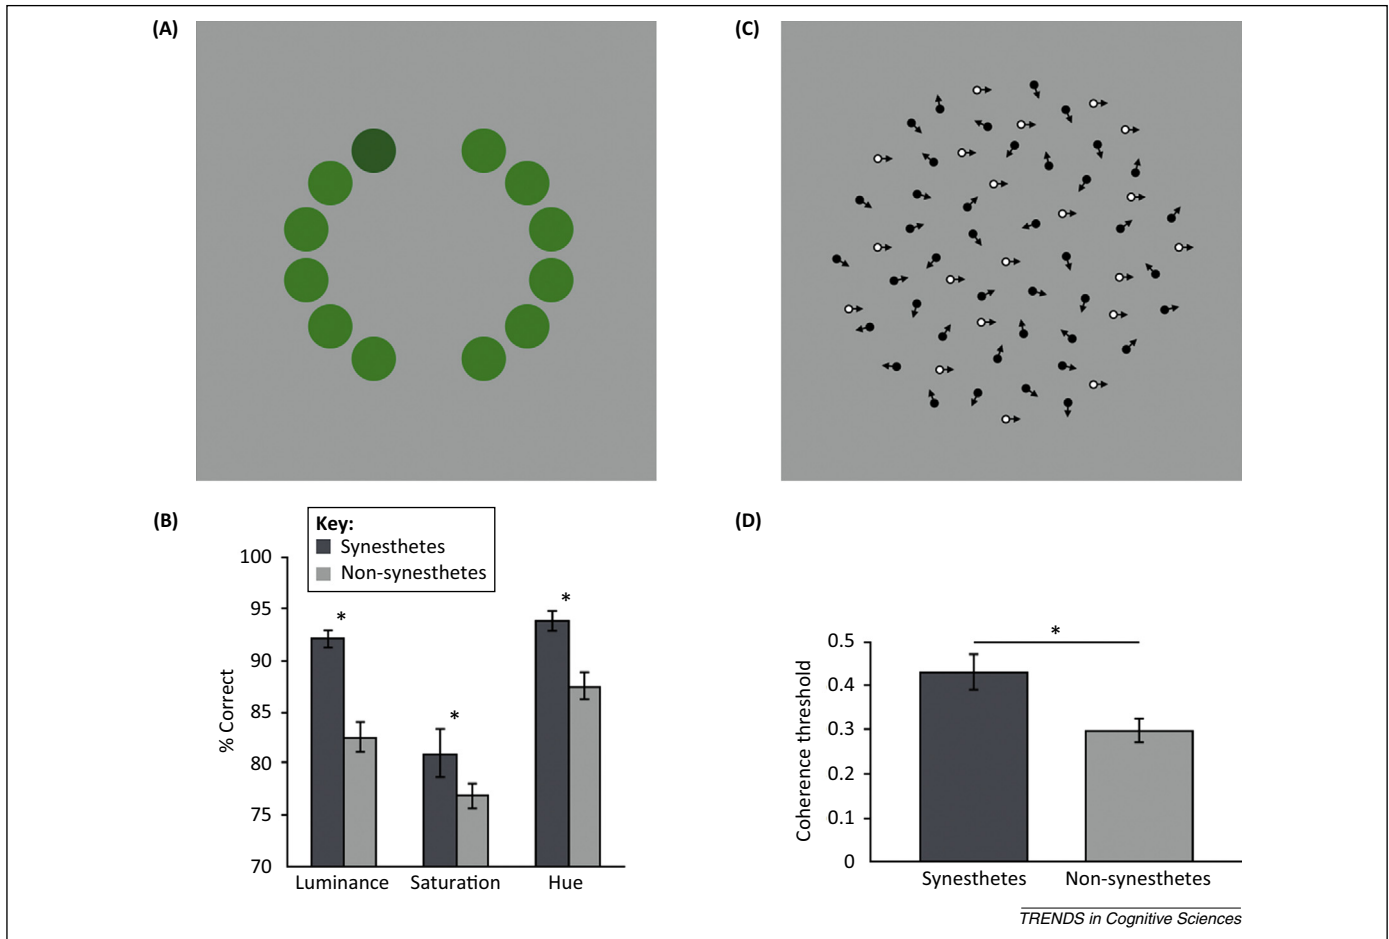 (A)
(C)
(B)
Key:
Synesthetes
Non-synesthetes
100
95
90
85
80
75
70
% Correct
*
*
*
Luminance Saturation Hue
(D)
0.5
0.4
0.3
0.2
0.1
0
Coherence threshold
*
Synesthetes Non-synesthetes
TRENDS in Cognitive Sciences